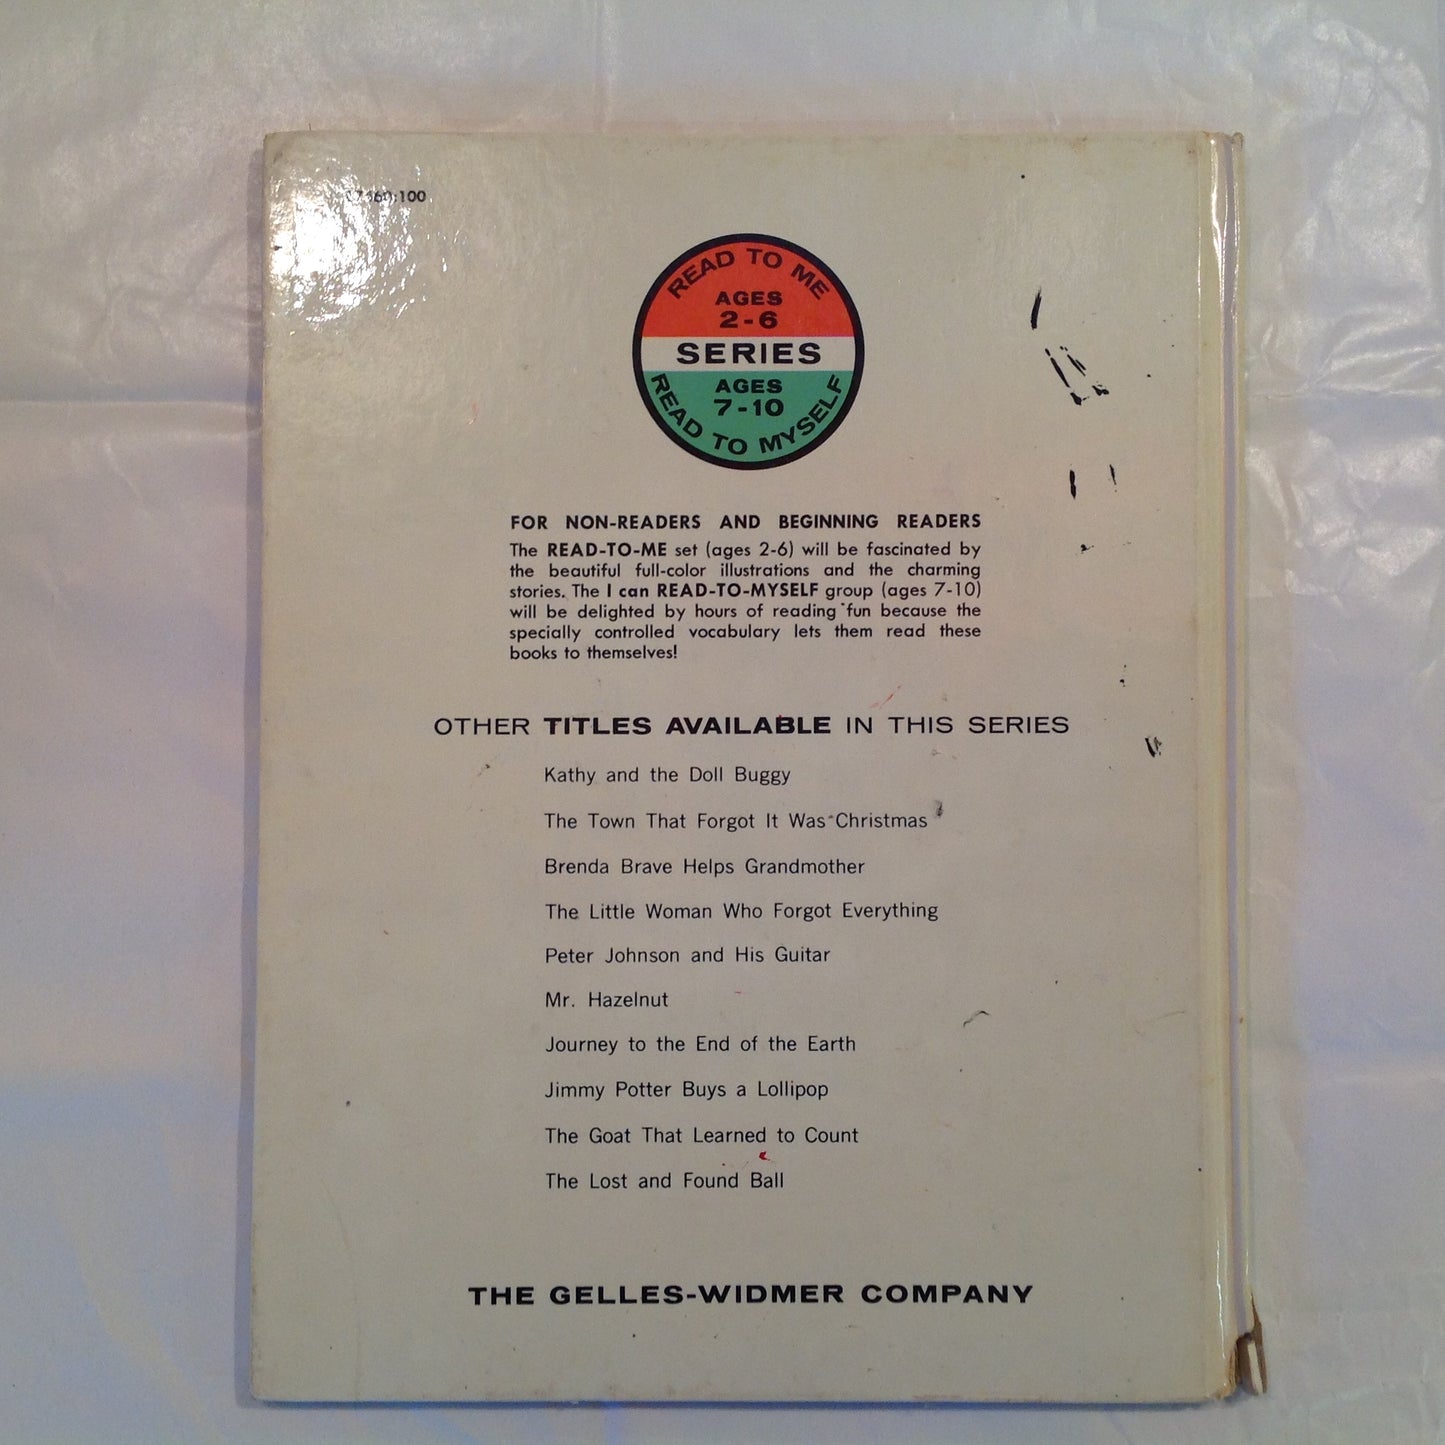 READ TO ME
AGES
2-6
SERIES
AGES
7-10
READ TO MYSELF
FOR NON-READERS AND BEGINNING READERS
The READ-TO-ME set (ages 2-6) will be fascinated by
the beautiful full-color illustrations and the charming
stories. The I can READ-TO-MYSELF group (ages 7-10)
will be delighted by hours of reading fun because the
specially controlled vocabulary lets them read these
books to themselves!
OTHER TITLES AVAILABLE IN THIS SERIES
Kathy and the Doll Buggy
The Town That Forgot It Was Christmas
Brenda Brave Helps Grandmother
The Little Woman Who Forgot Everything
Peter Johnson and His Guitar
Mr. Hazelnut
Journey to the End of the Earth
Jimmy Potter Buys a Lollipop
The Goat That Learned to Count
The Lost and Found Ball
THE GELLES-WIDMER COMPANY